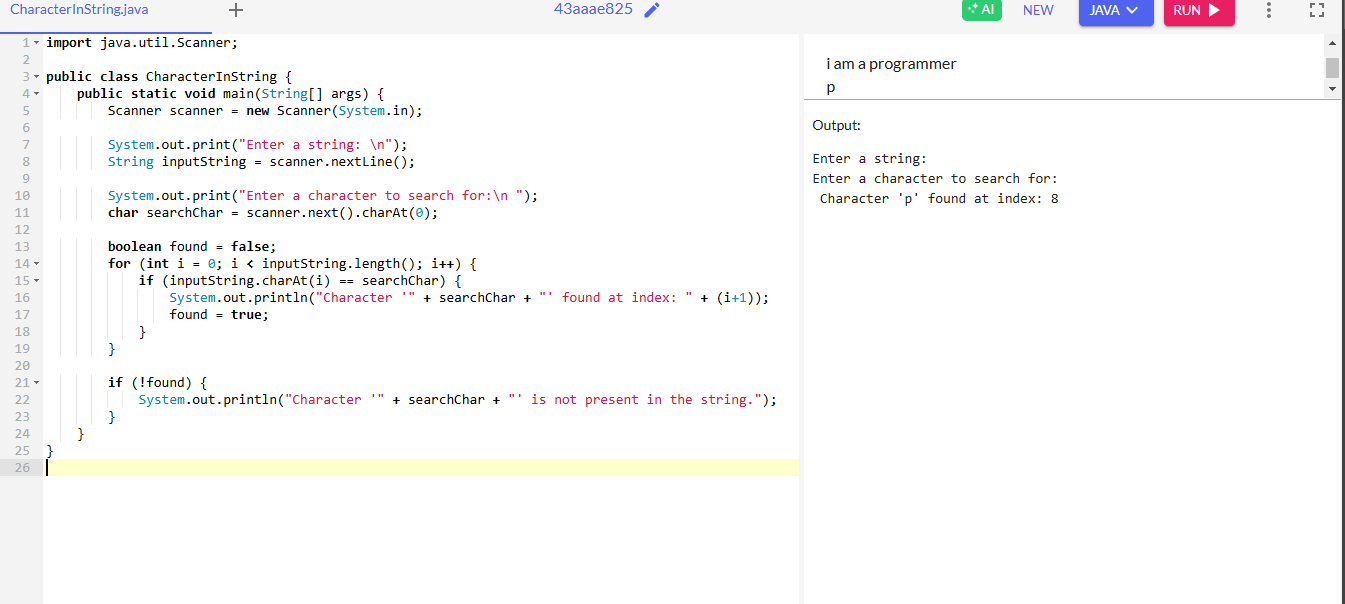 CharacterInString.java + 43aaae825 AI NEW JAVA RUN
1 import java.util.Scanner;
2
3 public class CharacterInString {
4     public static void main(String[] args) {
5         Scanner scanner = new Scanner(System.in);
6
7         System.out.print("Enter a string: \n");
8         String inputString = scanner.nextLine();
9
10         System.out.print("Enter a character to search for:\n ");
11         char searchChar = scanner.next().charAt(0);
12
13         boolean found = false;
14         for (int i = 0; i < inputString.length(); i++) {
15             if (inputString.charAt(i) == searchChar) {
16                 System.out.println("Character '" + searchChar + "' found at index: " + (i+1));
17                 found = true;
18             }
19         }
20
21         if (!found) {
22             System.out.println("Character '" + searchChar + "' is not present in the string.");
23         }
24     }
25 }
26
i am a programmer
p
Output:
Enter a string:
Enter a character to search for:
 Character 'p' found at index: 8